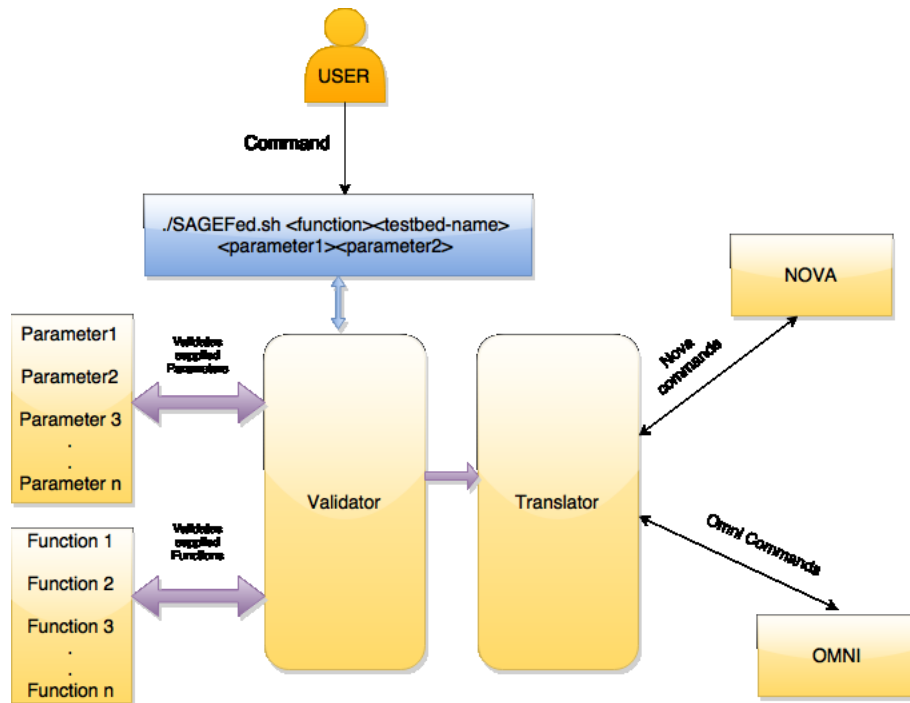 USER
Command
./SAGEFed.sh <function><testbed-name>
<parameter1><parameter2>
NOVA
Parameter1
Parameter2
Parameter 3
.
.
Parameter n
Validates
supplied
Parameters
Nova
commands
Validator
Translator
Function 1
Function 2
Function 3
.
.
Function n
Validates
supplied
Functions
Omni Commands
OMNI